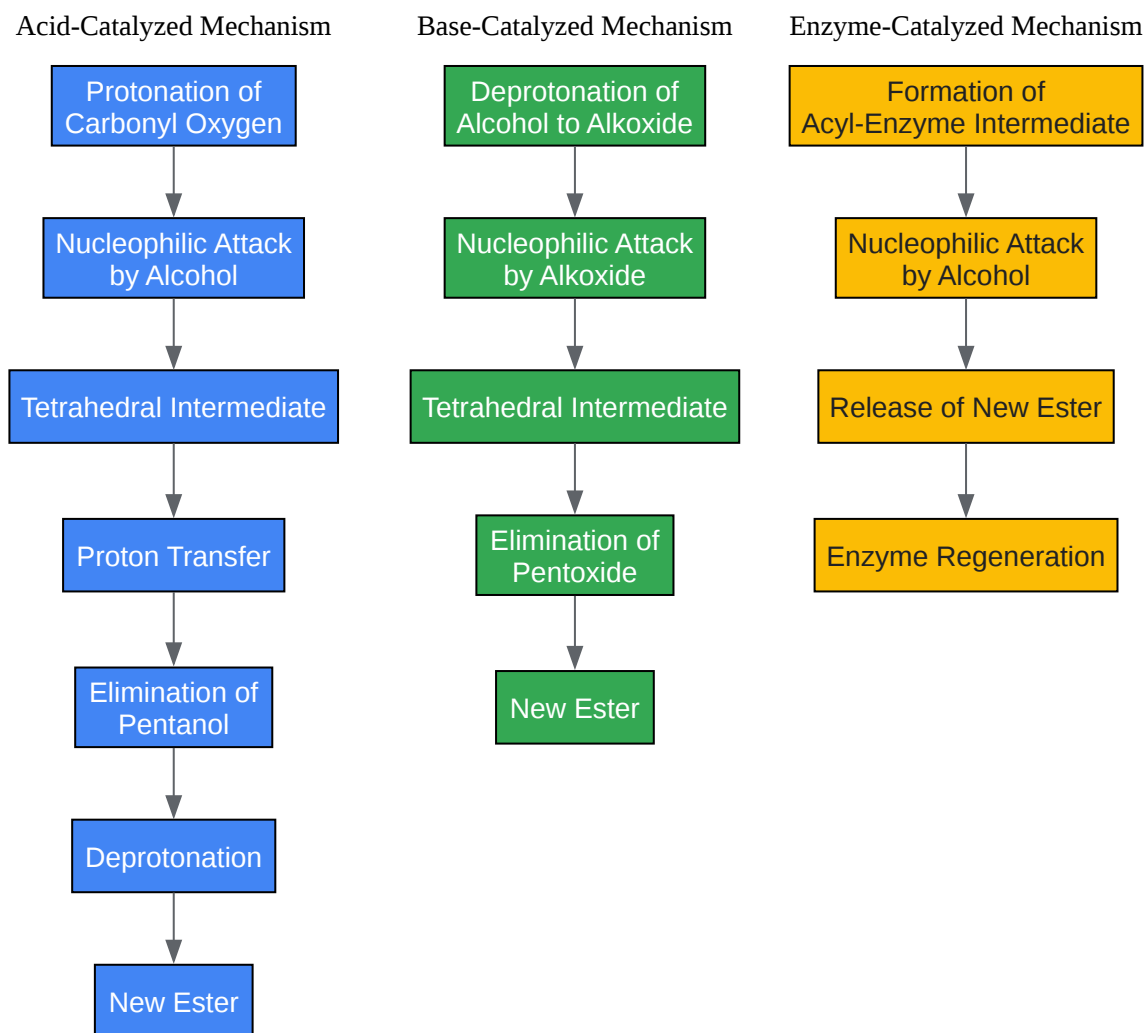 Acid-Catalyzed Mechanism
Protonation of
Carbonyl Oxygen
Nucleophilic Attack
by Alcohol
Tetrahedral Intermediate
Proton Transfer
Elimination of
Pentanol
Deprotonation
New Ester
Base-Catalyzed Mechanism
Deprotonation of
Alcohol to Alkoxide
Nucleophilic Attack
by Alkoxide
Tetrahedral Intermediate
Elimination of
Pentoxide
New Ester
Enzyme-Catalyzed Mechanism
Formation of
Acyl-Enzyme Intermediate
Nucleophilic Attack
by Alcohol
Release of New Ester
Enzyme Regeneration